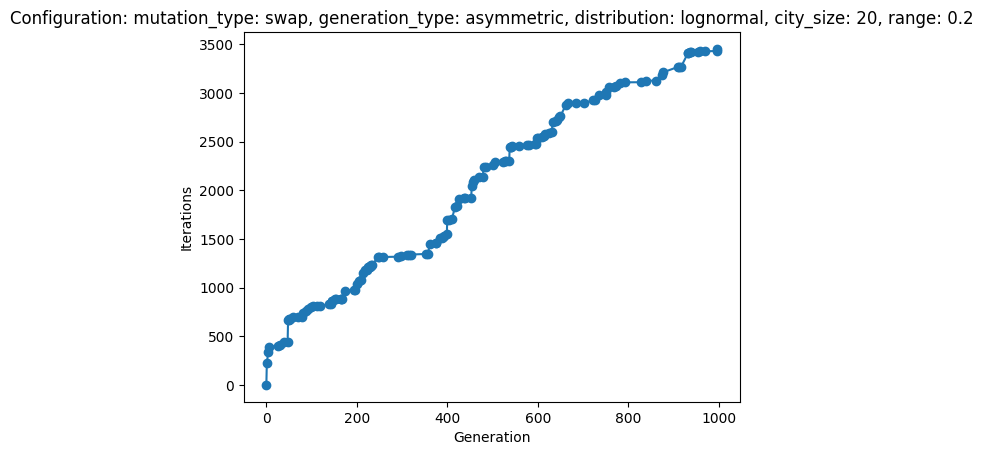 Configuration: mutation_type: swap, generation_type: asymmetric, distribution: lognormal, city_size: 20, range: 0.2
3500
3000
2500
2000
1500
1000
500
0
Iterations
0 200 400 600 800 1000
Generation